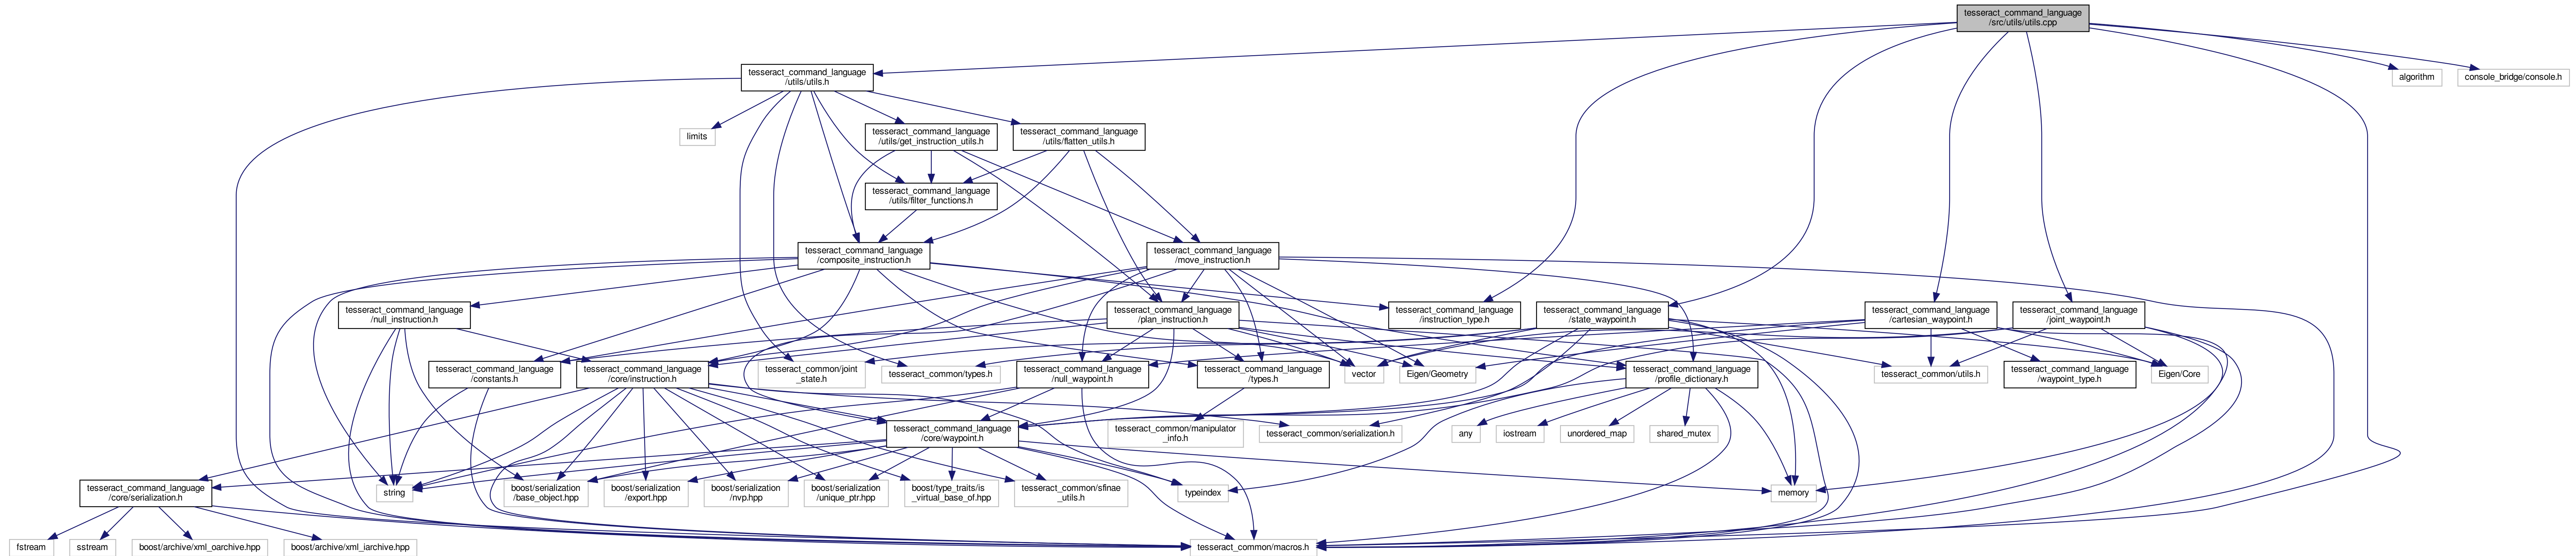 tesseract_command_language
/src/utils/utils.cpp
tesseract_command_language
/utils/utils.h
algorithm
console_bridge/console.h
limits
tesseract_command_language
/utils/get_instruction_utils.h
tesseract_command_language
/utils/flatten_utils.h
tesseract_command_language
/utils/filter_functions.h
tesseract_command_language
/composite_instruction.h
tesseract_command_language
/move_instruction.h
tesseract_command_language
/null_instruction.h
tesseract_command_language
/plan_instruction.h
tesseract_command_language
/instruction_type.h
tesseract_command_language
/state_waypoint.h
tesseract_command_language
/cartesian_waypoint.h
tesseract_command_language
/joint_waypoint.h
tesseract_command_language
/constants.h
tesseract_command_language
/core/instruction.h
tesseract_common/joint
_state.h
tesseract_common/types.h
tesseract_command_language
/null_waypoint.h
tesseract_command_language
/types.h
vector
Eigen/Geometry
tesseract_command_language
/profile_dictionary.h
tesseract_common/utils.h
tesseract_command_language
/waypoint_type.h
Eigen/Core
tesseract_command_language
/core/waypoint.h
tesseract_common/manipulator
_info.h
tesseract_common/serialization.h
any
iostream
unordered_map
shared_mutex
tesseract_command_language
/core/serialization.h
string
boost/serialization
/base_object.hpp
boost/serialization
/export.hpp
boost/serialization
/nvp.hpp
boost/serialization
/unique_ptr.hpp
boost/type_traits/is
_virtual_base_of.hpp
tesseract_common/sfinae
_utils.h
typeindex
memory
fstream
sstream
boost/archive/xml_oarchive.hpp
boost/archive/xml_iarchive.hpp
tesseract_common/macros.h